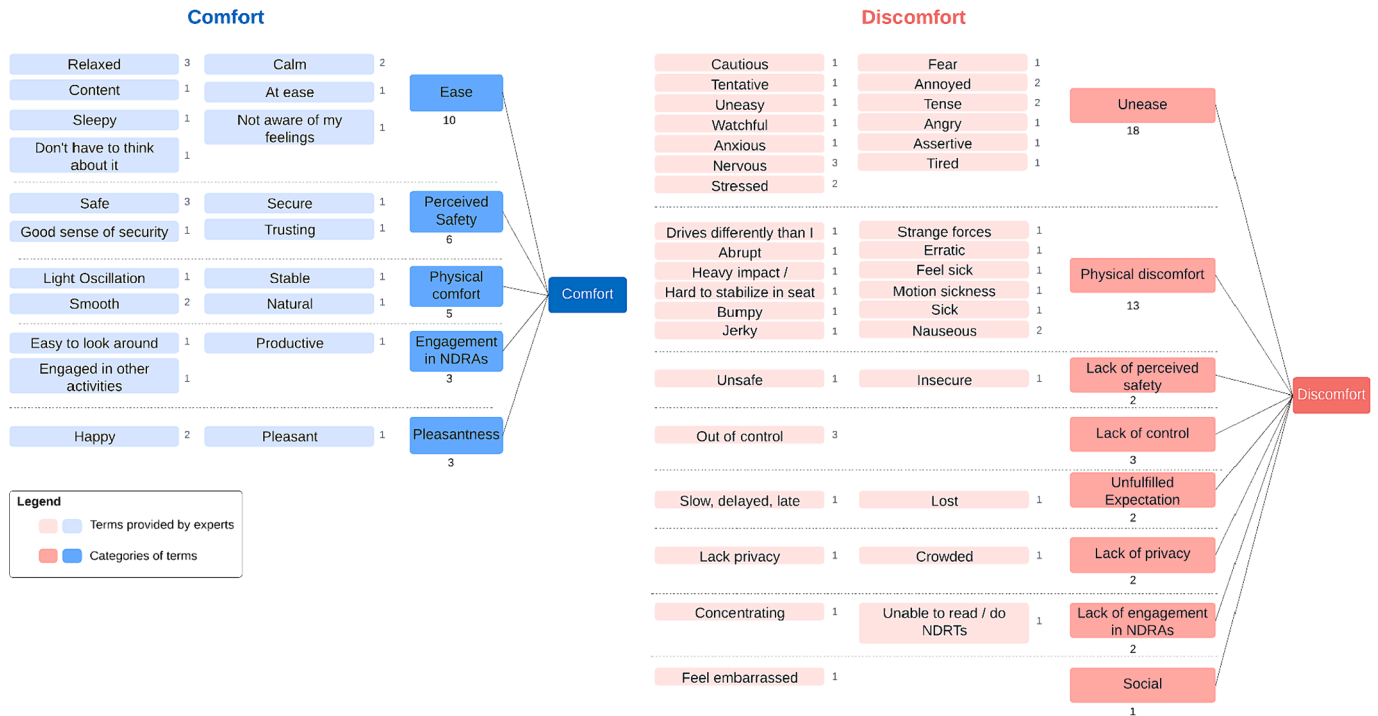 Comfort
Relaxed 3
Calm 2
Content 1
At ease 1
Sleepy 1
Not aware of my
feelings 1
Don't have to think
about it 1
Ease
10
Safe 3
Secure 1
Good sense of security 1
Trusting 1
Perceived
Safety
6
Light Oscillation 1
Stable 1
Smooth 2
Natural 1
Physical
comfort
5
Easy to look around 1
Productive 1
Engaged in other
activities 1
Engagement
in NDRAs
3
Happy 2
Pleasant 1
Pleasantness
3
Comfort
Legend
Terms provided by experts
Categories of terms
Discomfort
Cautious 1
Fear 1
Tentative 1
Annoyed 2
Uneasy 1
Tense 2
Watchful 1
Angry 1
Anxious 1
Assertive 1
Nervous 3
Tired 1
Stressed 2
Unease
18
Drives differently than I 1
Strange forces 1
Abrupt 1
Erratic 1
Heavy impact / 1
Feel sick 1
Hard to stabilize in seat 1
Motion sickness 1
Bumpy 1
Sick 1
Jerky 1
Nauseous 2
Physical discomfort
13
Unsafe 1
Insecure 1
Lack of perceived
safety
2
Out of control 3
Lack of control
3
Slow, delayed, late 1
Lost 1
Unfulfilled
Expectation
2
Lack privacy 1
Crowded 1
Lack of privacy
2
Concentrating 1
Unable to read / do
NDRTs 1
Lack of engagement
in NDRAs
2
Feel embarrassed 1
Social
1
Discomfort